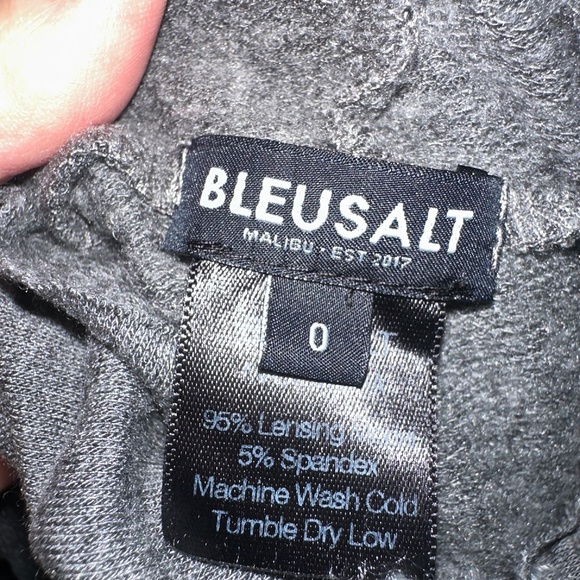 BLEUSALT
MALIBU • EST 2017
0
95% Lensing
5% Spandex
Machine Wash Cold
Tumble Dry Low